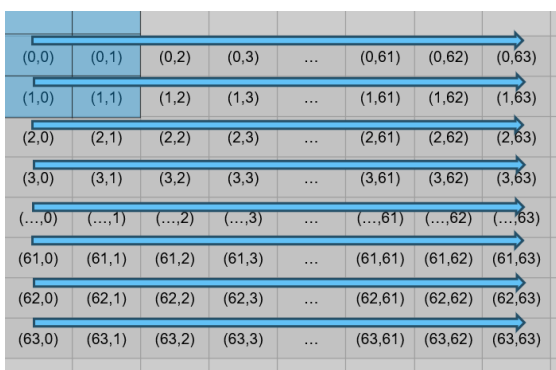 (0,0) (0,1) (0,2) (0,3) ... (0,61) (0,62) (0,63)
(1,0) (1,1) (1,2) (1,3) ... (1,61) (1,62) (1,63)
(2,0) (2,1) (2,2) (2,3) ... (2,61) (2,62) (2,63)
(3,0) (3,1) (3,2) (3,3) ... (3,61) (3,62) (3,63)
(...,0) (...,1) (...,2) (...,3) ... (...,61) (...,62) (...,63)
(61,0) (61,1) (61,2) (61,3) ... (61,61) (61,62) (61,63)
(62,0) (62,1) (62,2) (62,3) ... (62,61) (62,62) (62,63)
(63,0) (63,1) (63,2) (63,3) ... (63,61) (63,62) (63,63)